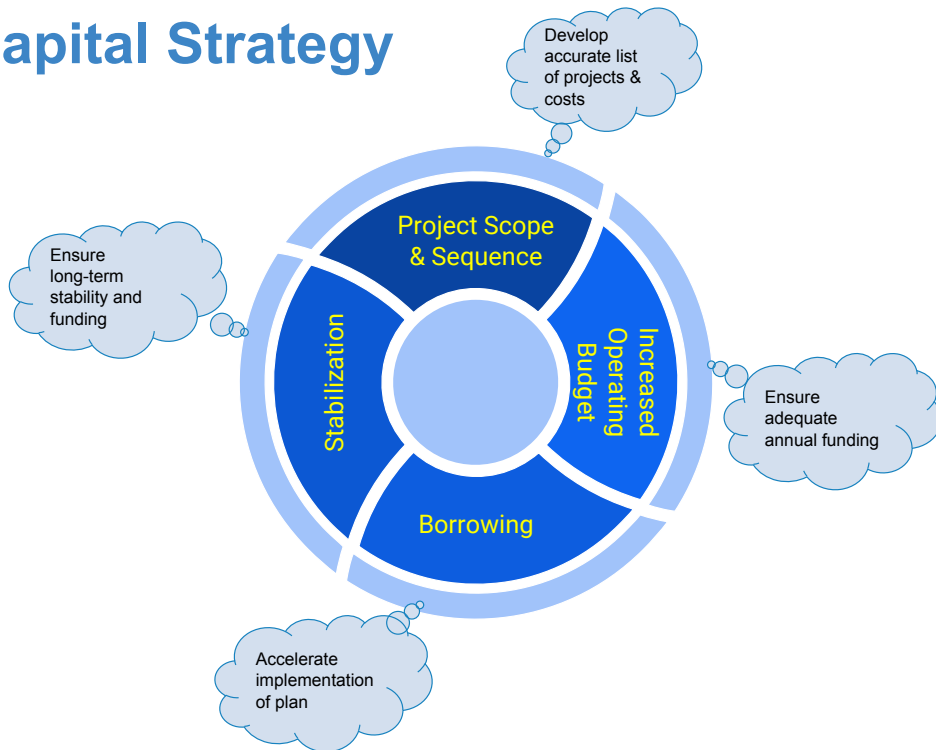 apital Strategy
Develop
accurate list
of projects &
costs
Project Scope
& Sequence
Ensure
long-term
stability and
funding
Stabilization
Increased
Operating
Budget
Ensure
adequate
annual funding
Borrowing
Accelerate
implementation
of plan